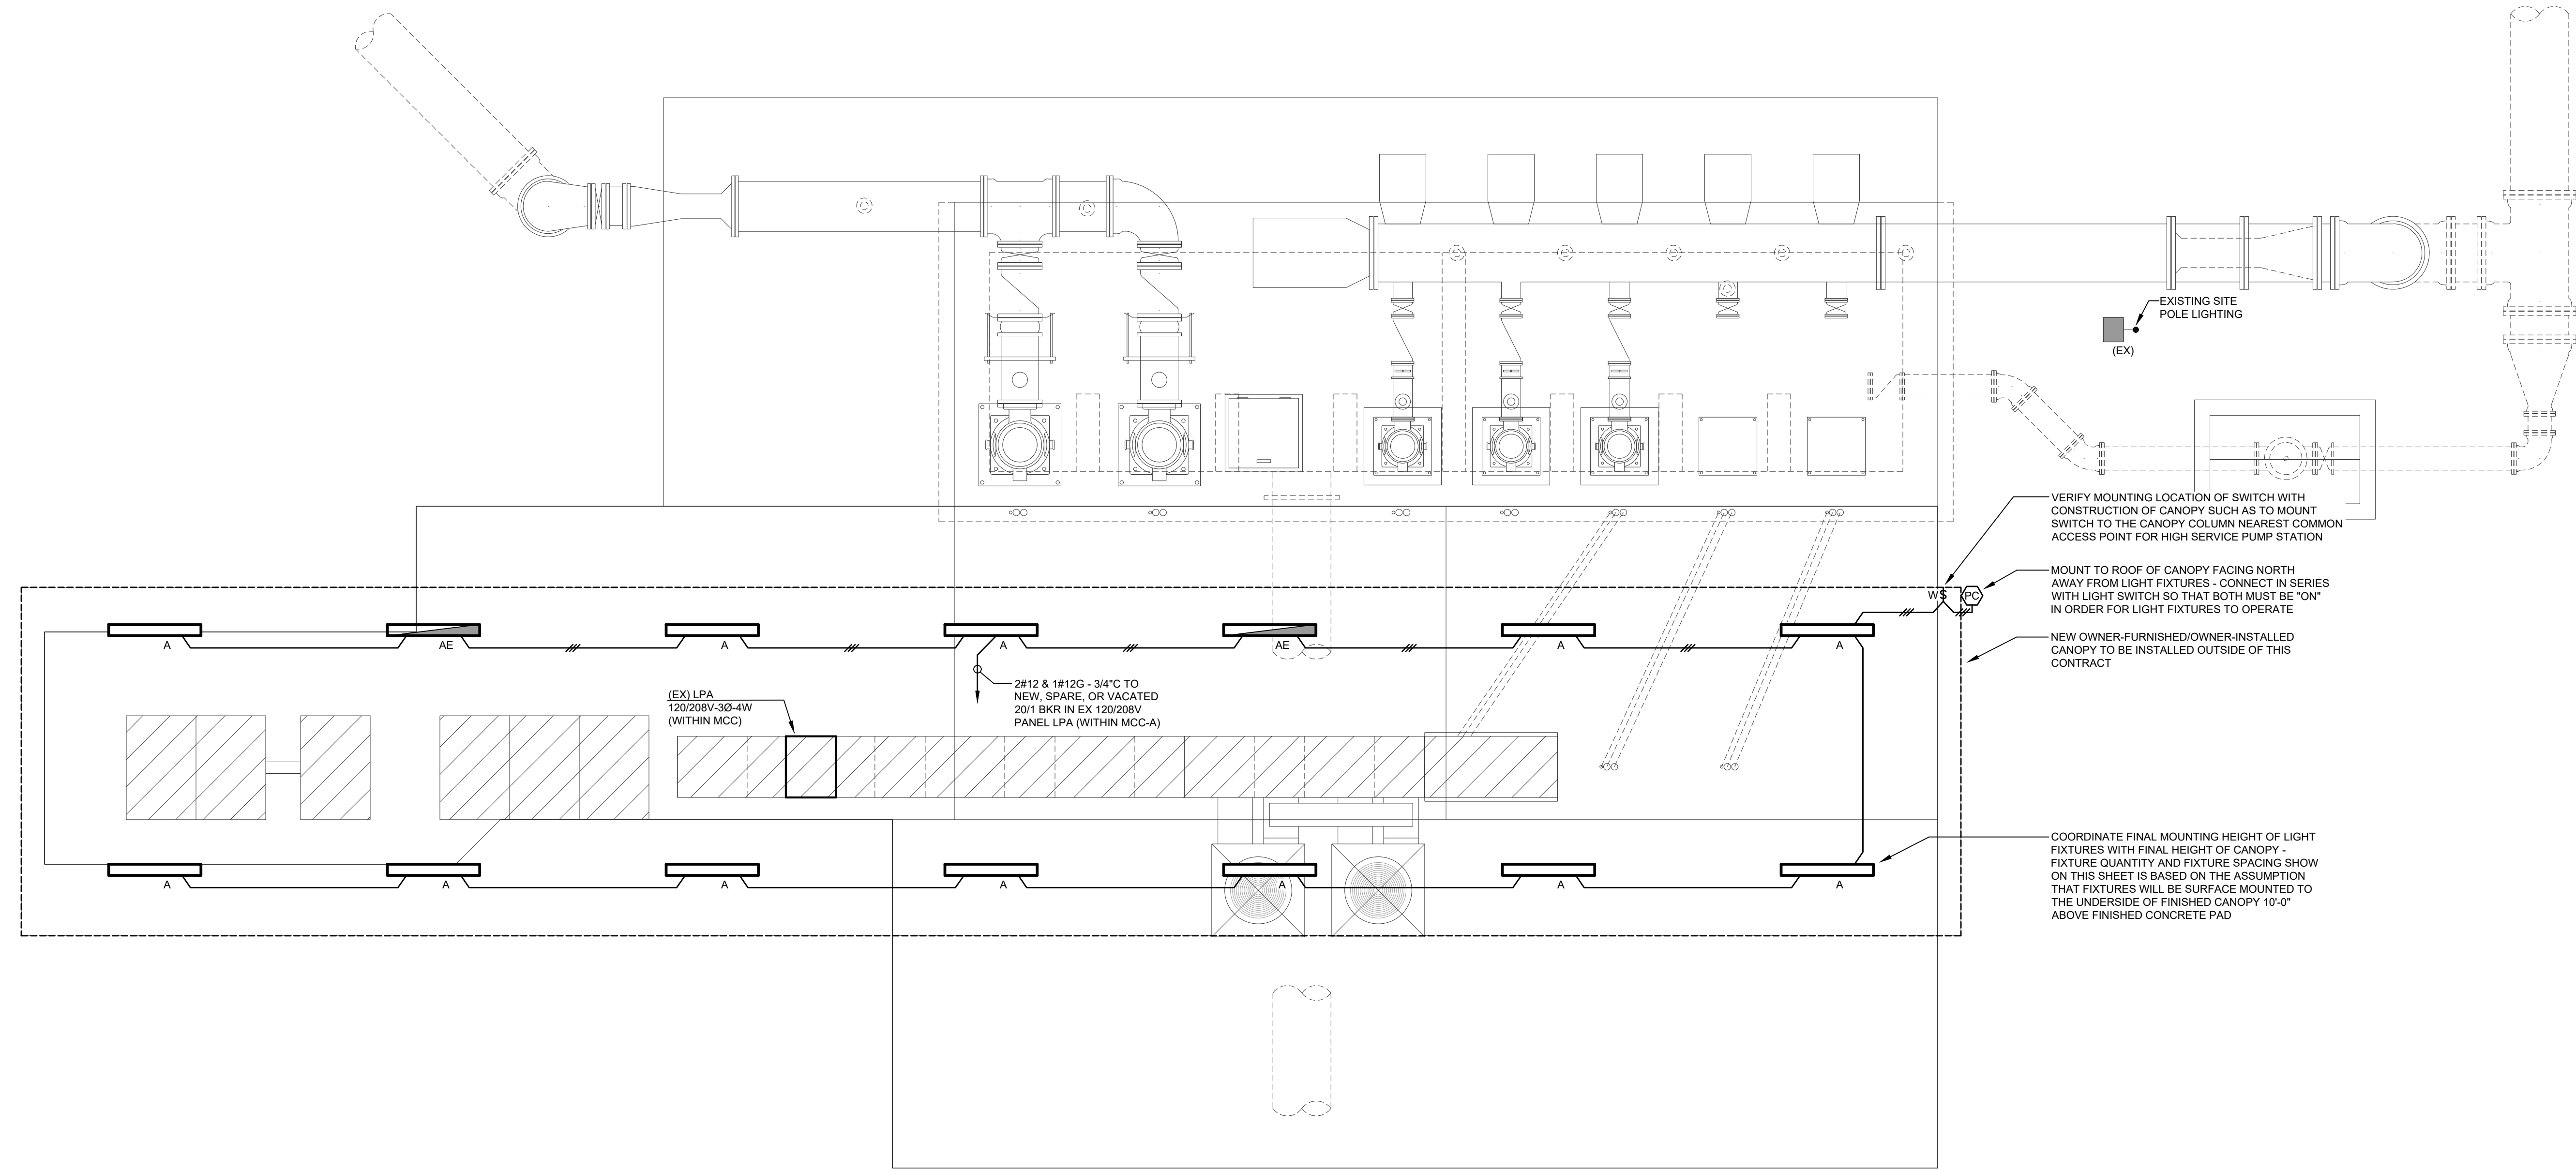 EXISTING SITE
POLE LIGHTING
(EX)
VERIFY MOUNTING LOCATION OF SWITCH WITH
CONSTRUCTION OF CANOPY SUCH AS TO MOUNT
SWITCH TO THE CANOPY COLUMN NEAREST COMMON
ACCESS POINT FOR HIGH SERVICE PUMP STATION
MOUNT TO ROOF OF CANOPY FACING NORTH
AWAY FROM LIGHT FIXTURES - CONNECT IN SERIES
WITH LIGHT SWITCH SO THAT BOTH MUST BE "ON"
IN ORDER FOR LIGHT FIXTURES TO OPERATE
WS
PC
NEW OWNER-FURNISHED/OWNER-INSTALLED
CANOPY TO BE INSTALLED OUTSIDE OF THIS
CONTRACT
A
AE
A
A
AE
A
A
(EX) LPA
120/208V-3Ø-4W
(WITHIN MCC)
2#12 & 1#12G - 3/4"C TO
NEW, SPARE, OR VACATED
20/1 BKR IN EX 120/208V
PANEL LPA (WITHIN MCC-A)
COORDINATE FINAL MOUNTING HEIGHT OF LIGHT
FIXTURES WITH FINAL HEIGHT OF CANOPY -
FIXTURE QUANTITY AND FIXTURE SPACING SHOW
ON THIS SHEET IS BASED ON THE ASSUMPTION
THAT FIXTURES WILL BE SURFACE MOUNTED TO
THE UNDERSIDE OF FINISHED CANOPY 10'-0"
ABOVE FINISHED CONCRETE PAD
A
A
A
A
A
A
A